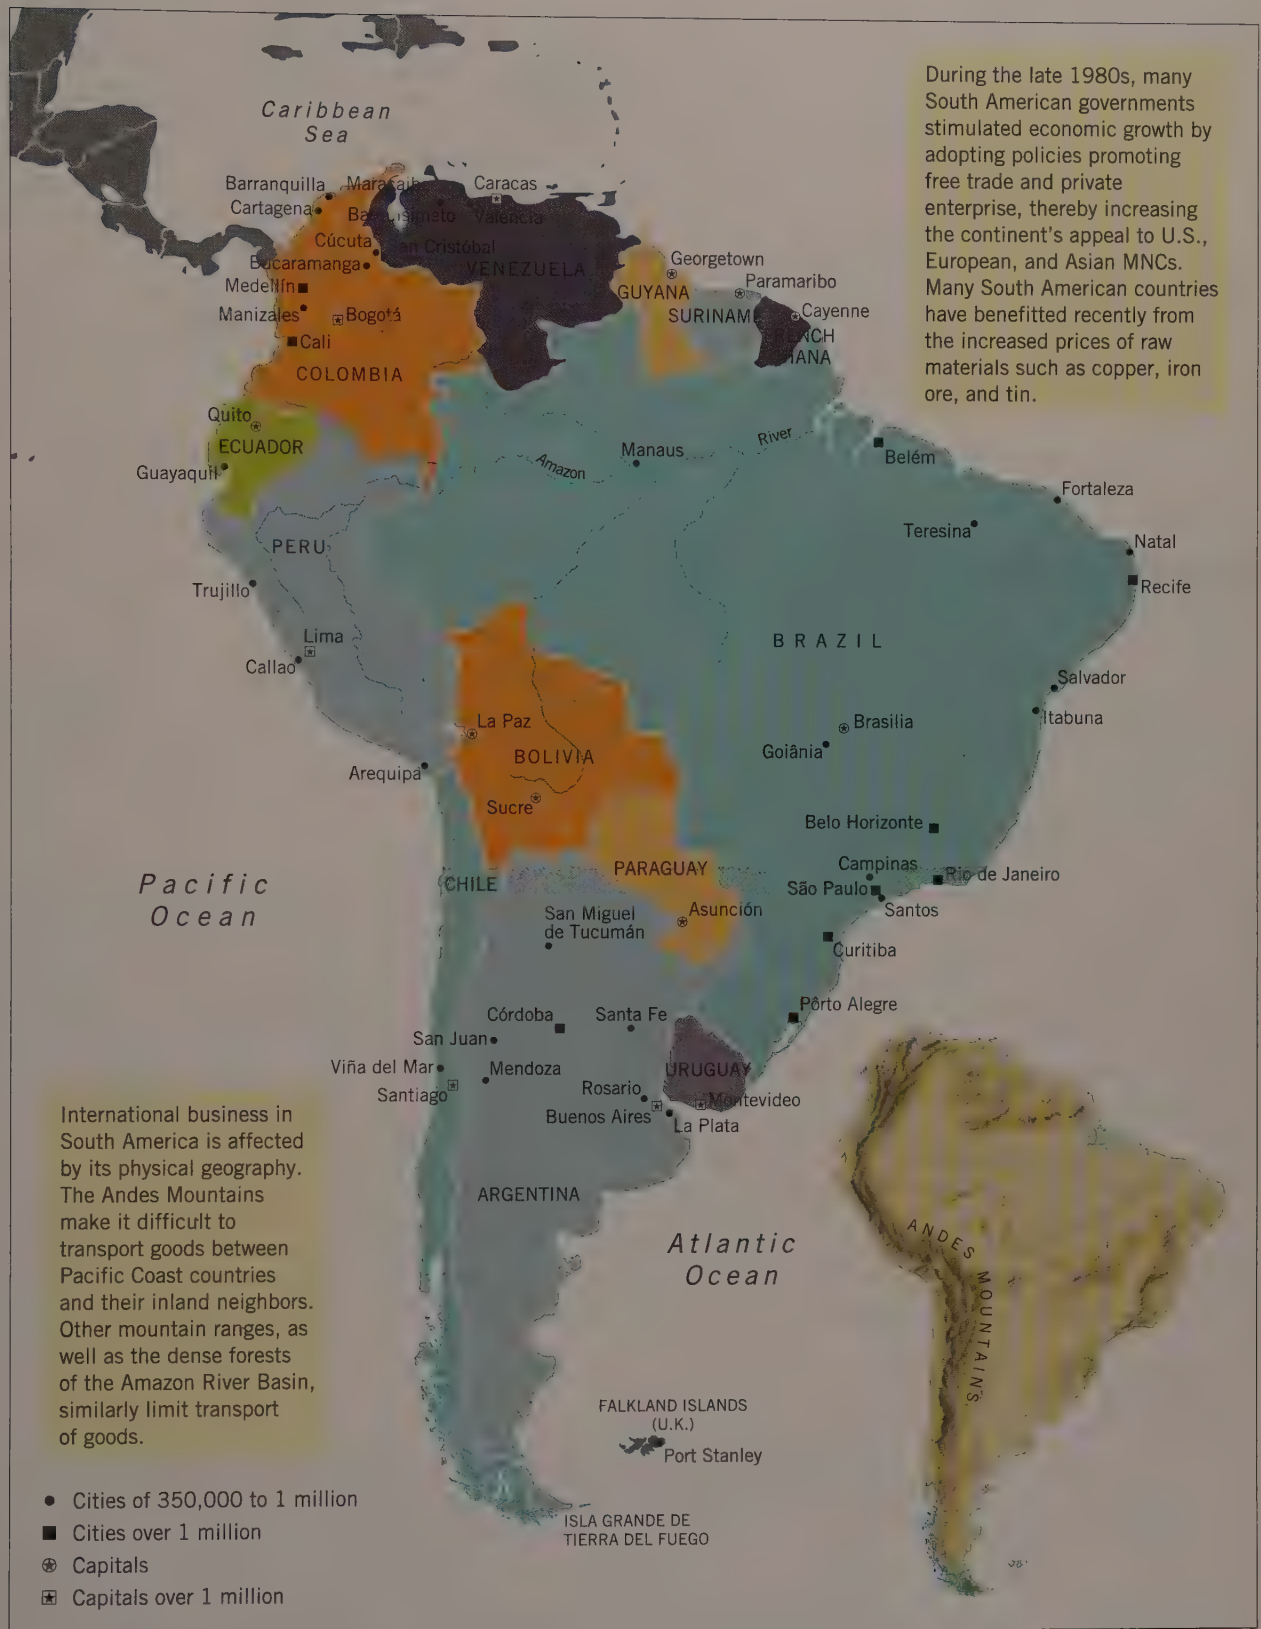 Caribbean
Sea
During the late 1980s, many
South American governments
stimulated economic growth by
adopting policies promoting
free trade and private
enterprise, thereby increasing
the continent's appeal to U.S.,
European, and Asian MNCs.
Many South American countries
have benefitted recently from
the increased prices of raw
materials such as copper, iron
ore, and tin.
Barranquilla
Caracas
Cartagena
Valencia
Cúcuta
San Cristóbal
Bucaramanga
VENEZUELA
Georgetown
Medellín
GUYANA
Paramaribo
Manizales
Bogotá
SURINAME
Cayenne
Cali
COLOMBIA
Quito
ECUADOR
Guayaquil
Amazon
Manaus
River
Belém
Fortaleza
Teresina
Natal
PERU
Trujillo
Recife
Lima
Callao
BRAZIL
Salvador
Itabuna
La Paz
Brasilia
BOLIVIA
Goiânia
Arequipa
Sucre
Belo Horizonte
PARAGUAY
Campinas
Rio de Janeiro
Pacific
Ocean
CHILE
São Paulo
Santos
San Miguel
de Tucumán
Asunción
Curitiba
Pôrto Alegre
Córdoba
Santa Fe
San Juan
Viña del Mar
Mendoza
URUGUAY
Santiago
Rosario
Montevideo
Buenos Aires
La Plata
International business in
South America is affected
by its physical geography.
The Andes Mountains
make it difficult to
transport goods between
Pacific Coast countries
and their inland neighbors.
Other mountain ranges, as
well as the dense forests
of the Amazon River Basin,
similarly limit transport
of goods.
ARGENTINA
Atlantic
Ocean
ANDES MOUNTAINS
FALKLAND ISLANDS
(U.K.)
Port Stanley
ISLA GRANDE DE
TIERRA DEL FUEGO
Cities of 350,000 to 1 million
Cities over 1 million
Capitals
Capitals over 1 million